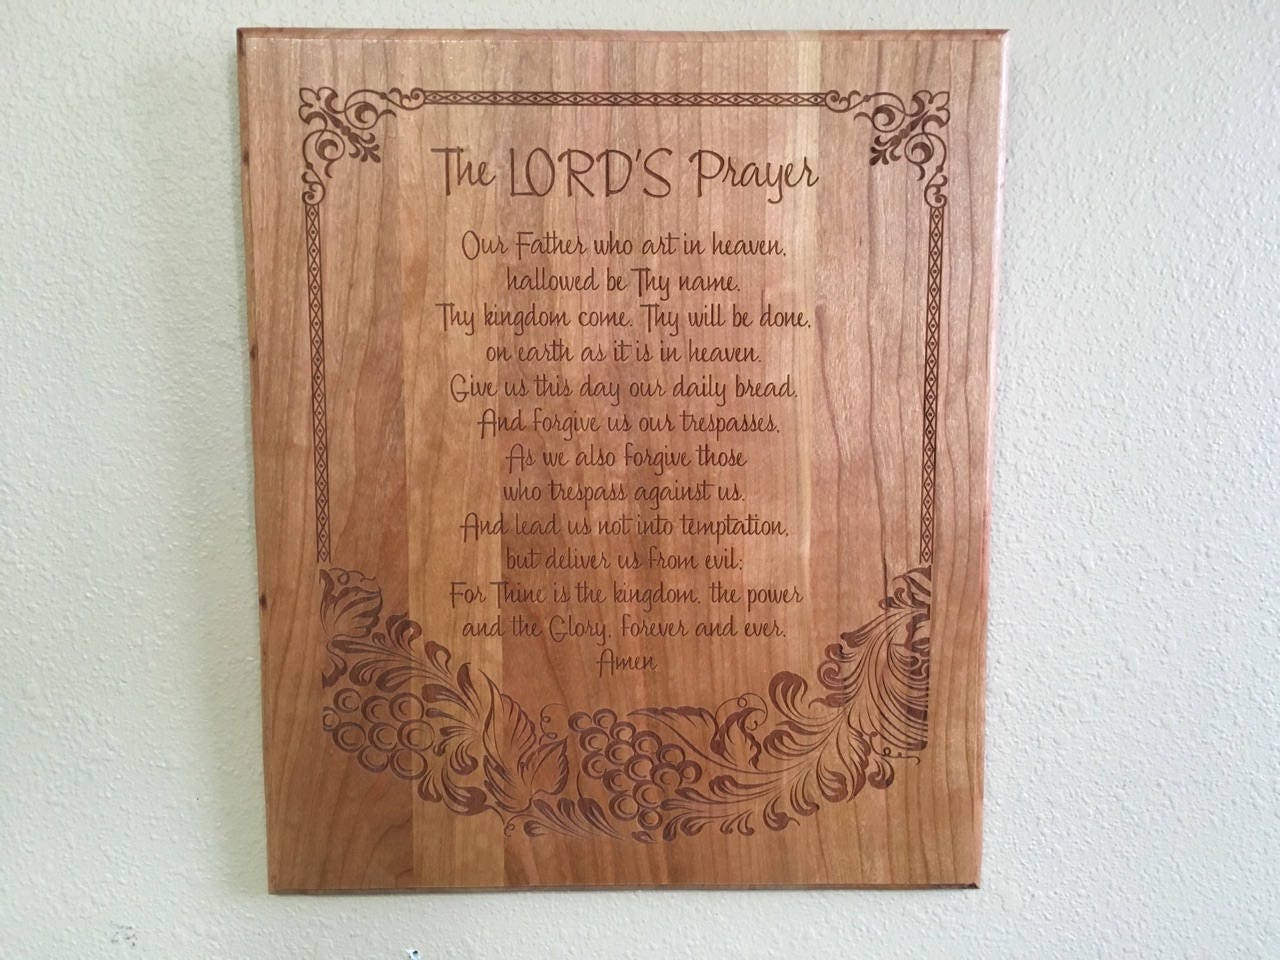 The LORD'S Prayer
Our Father who art in heaven,
hallowed be Thy name.
Thy kingdom come. Thy will be done,
on earth as it is in heaven.
Give us this day our daily bread.
And forgive us our trespasses,
As we also forgive those
who trespass against us.
And lead us not into temptation,
but deliver us from evil:
For Thine is the kingdom, the power
and the Glory, forever and ever.
Amen